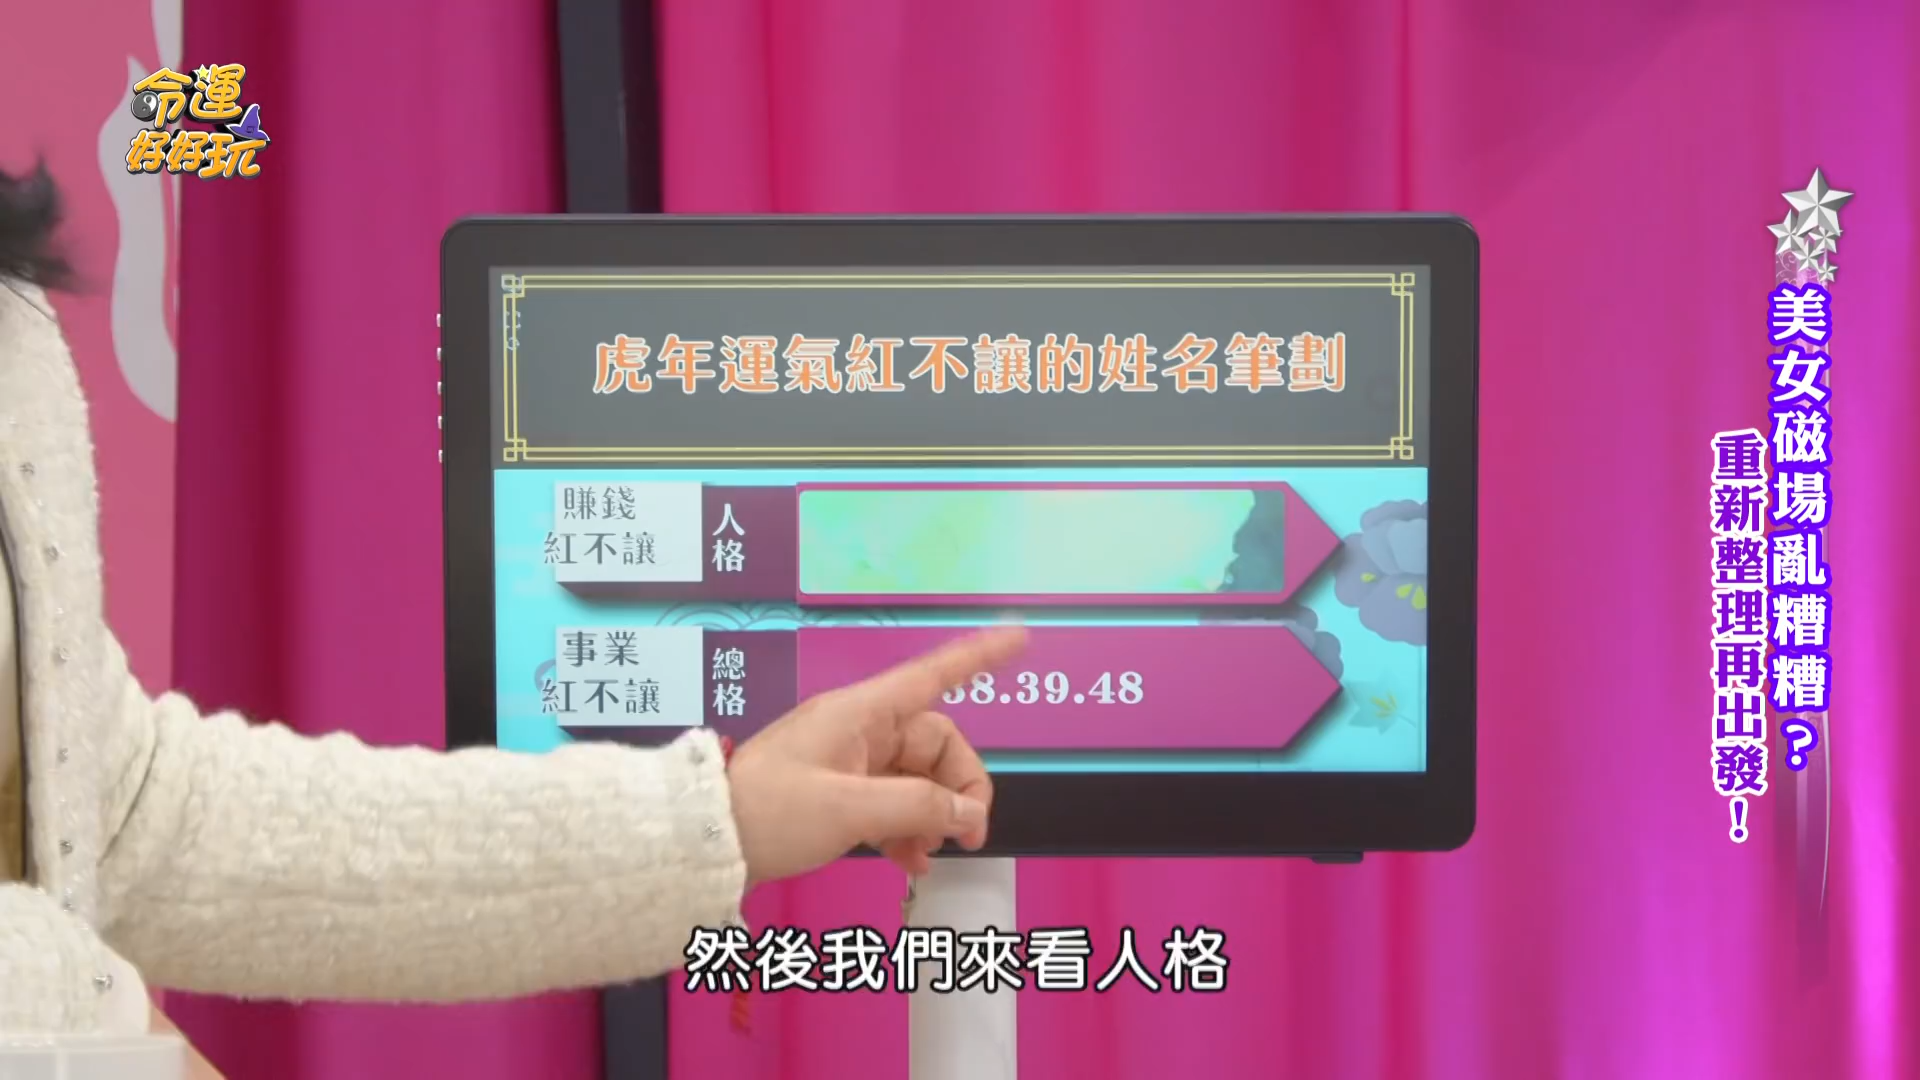 命運
好好玩
美女磁場亂糟糟？
重新整理再出發！
虎年運氣紅不讓的姓名筆劃
賺錢
紅不讓
人格
事業
紅不讓
總格
38.39.48
然後我們來看人格